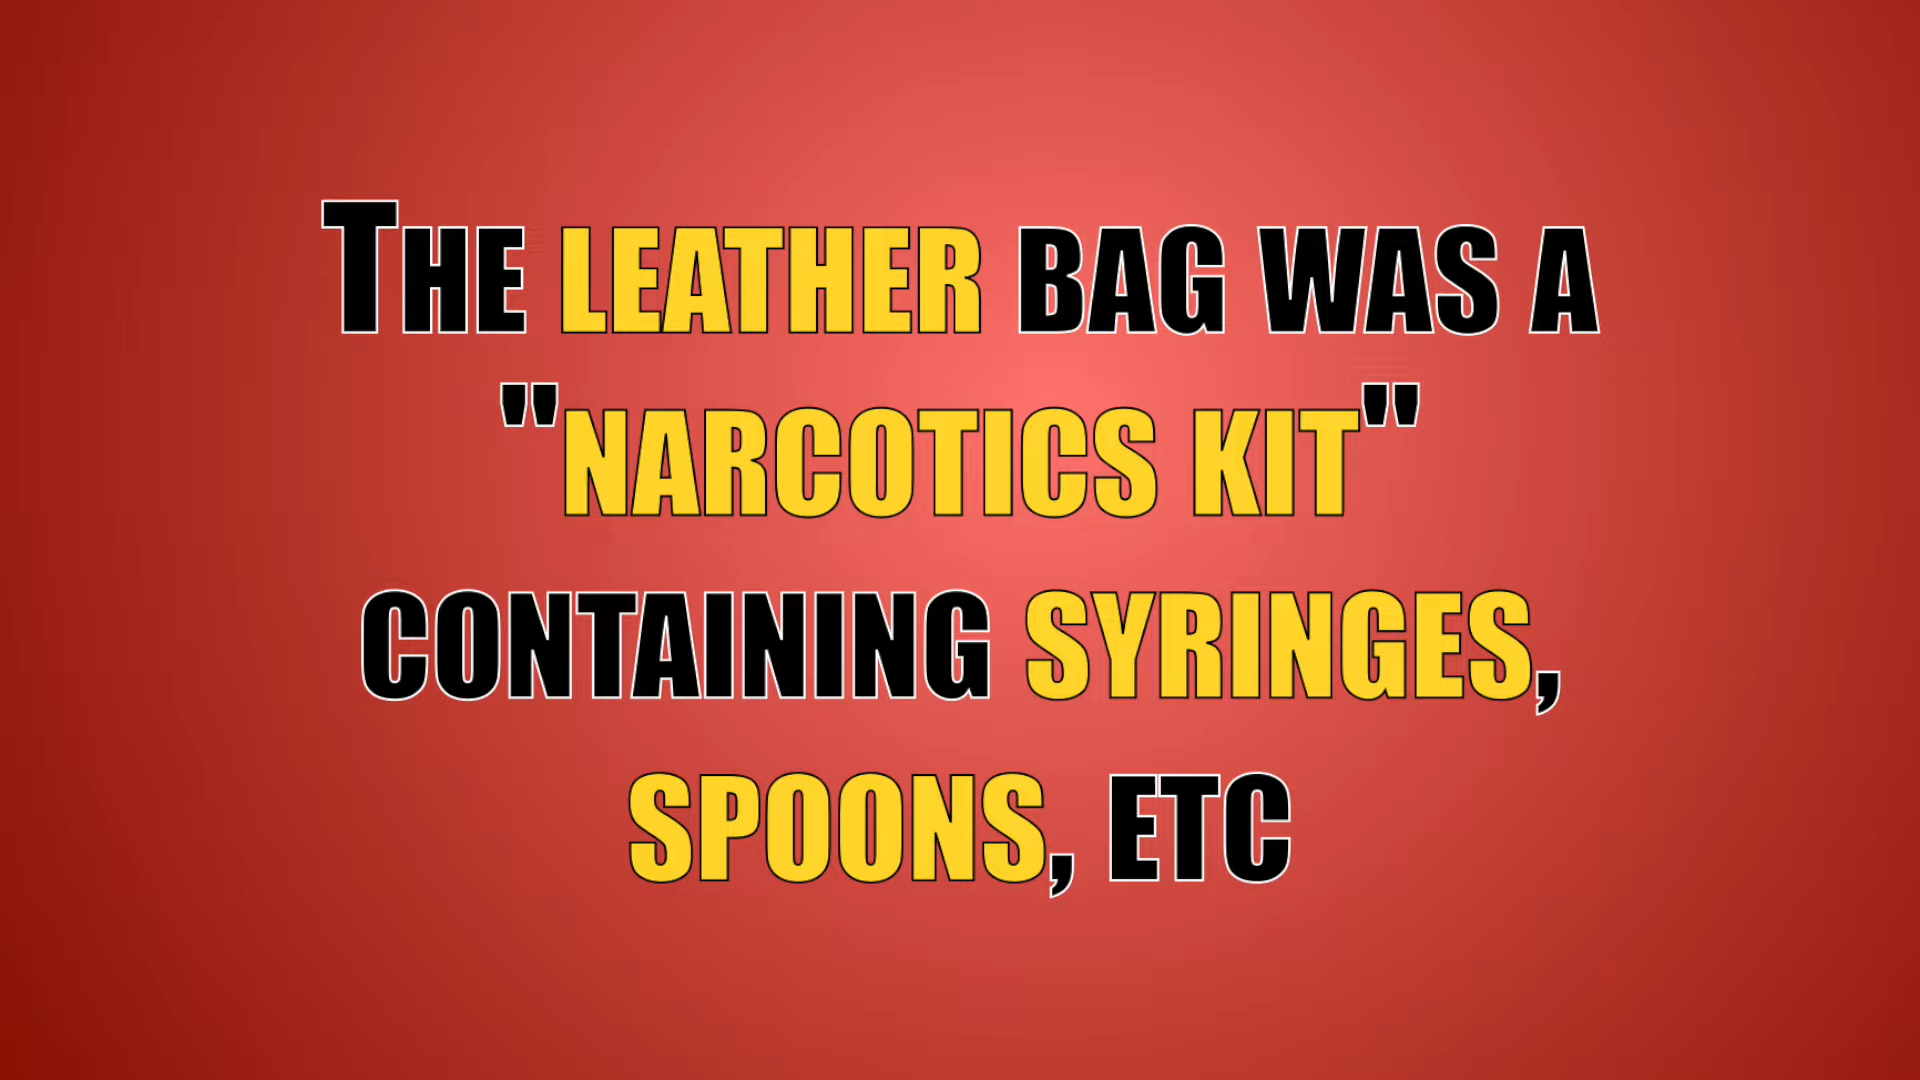 The leather bag was a
"narcotics kit"
containing syringes,
spoons, etc